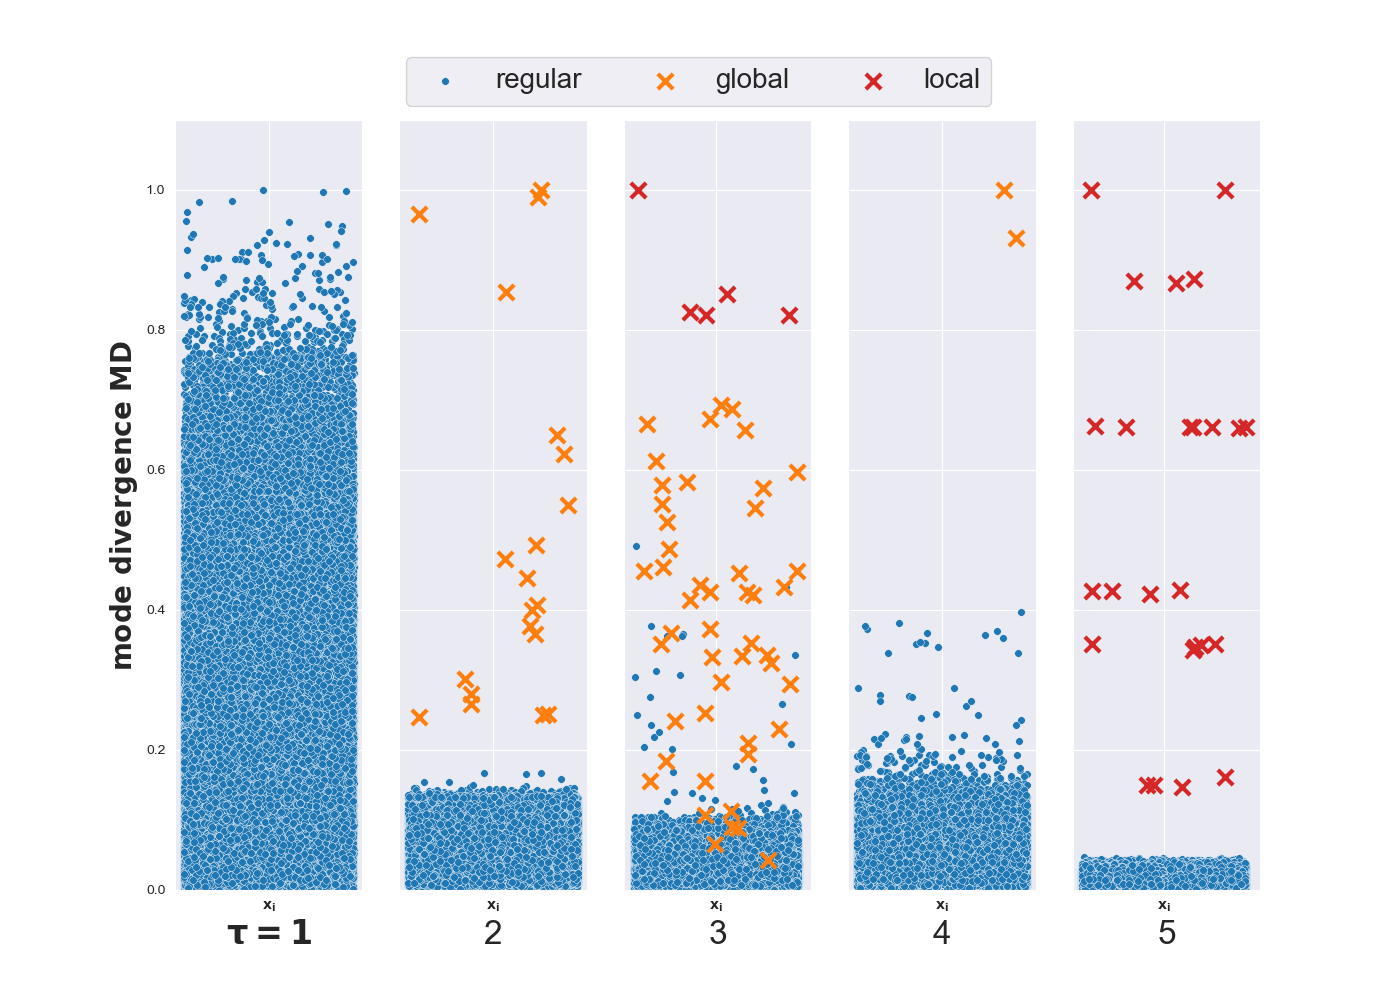 regular global local
1.0
0.8
0.6
0.4
0.2
0.0
mode divergence MD
xᵢ xᵢ xᵢ xᵢ xᵢ
τ = 1 2 3 4 5